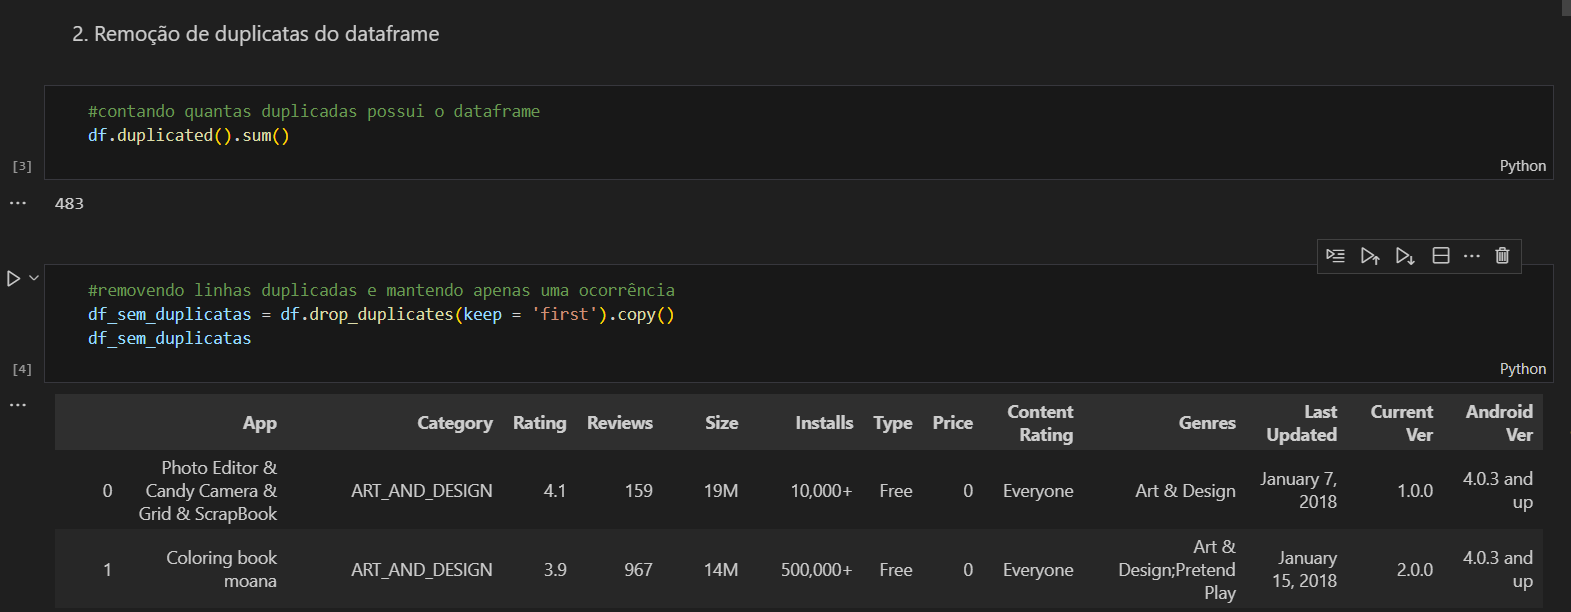 2. Remoção de duplicatas do dataframe
#contando quantas duplicadas possui o dataframe
df.duplicated().sum()
[3]
Python
483
#removendo linhas duplicadas e mantendo apenas uma ocorrência
df_sem_duplicatas = df.drop_duplicates(keep = 'first').copy()
df_sem_duplicatas
[4]
Python
App Category Rating Reviews Size Installs Type Price Content Rating Genres Last Updated Current Ver Android Ver
0 Photo Editor & Candy Camera & Grid & ScrapBook ART_AND_DESIGN 4.1 159 19M 10,000+ Free 0 Everyone Art & Design January 7, 2018 1.0.0 4.0.3 and up
1 Coloring book moana ART_AND_DESIGN 3.9 967 14M 500,000+ Free 0 Everyone Art & Design;Pretend Play January 15, 2018 2.0.0 4.0.3 and up